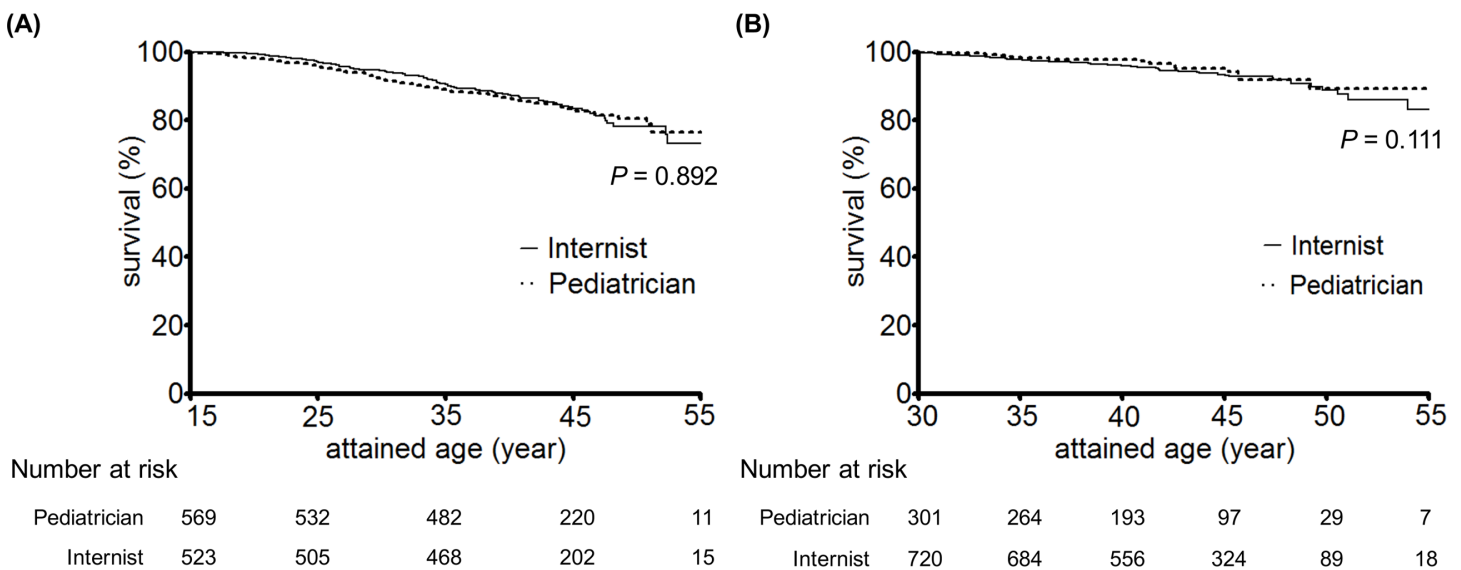 (A)
100
80
60
40
20
0
survival (%)
15 25 35 45 55
attained age (year)
P = 0.892
Internist
Pediatrician
Number at risk
Pediatrician 569 532 482 220 11
Internist 523 505 468 202 15
(B)
100
80
60
40
20
0
survival (%)
30 35 40 45 50 55
attained age (year)
P = 0.111
Internist
Pediatrician
Number at risk
Pediatrician 301 264 193 97 29 7
Internist 720 684 556 324 89 18